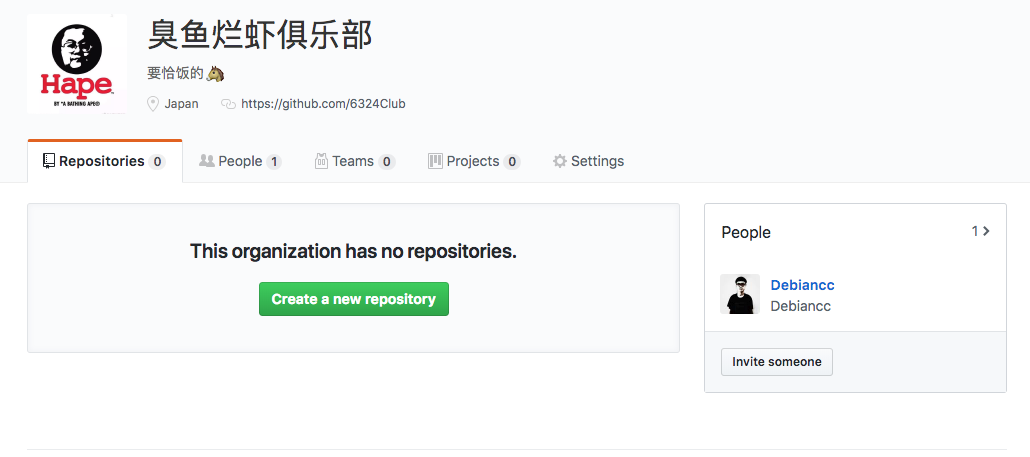 臭鱼烂虾俱乐部
要恰饭的🐴
Hape
BY "A BATHING APE®
Japan https://github.com/6324Club
Repositories 0 People 1 Teams 0 Projects 0 Settings
This organization has no repositories.
Create a new repository
People 1
Debiancc
Debiancc
Invite someone